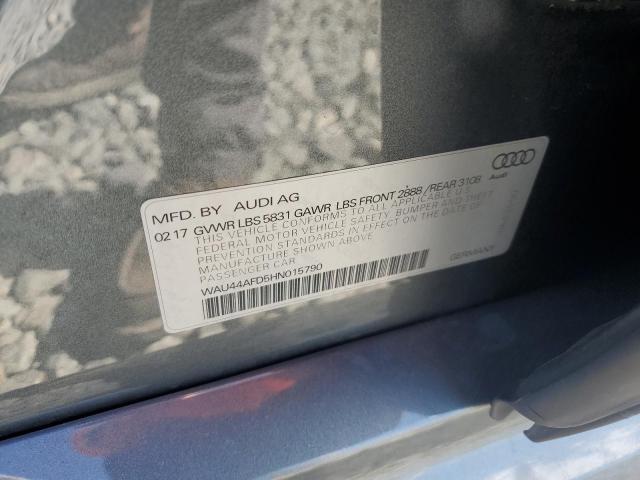 MFD. BY AUDI AG
Audi
02 17 GVWR LBS 5831 GAWR LBS FRONT 2888 / REAR 3108
THIS VEHICLE CONFORMS TO ALL APPLICABLE U.S.
FEDERAL MOTOR VEHICLE SAFETY, BUMPER, AND THEFT
PREVENTION STANDARDS IN EFFECT ON THE DATE OF
MANUFACTURE SHOWN ABOVE.
PASSENGER CAR
WAU44AFD5HN015790
GERMANY